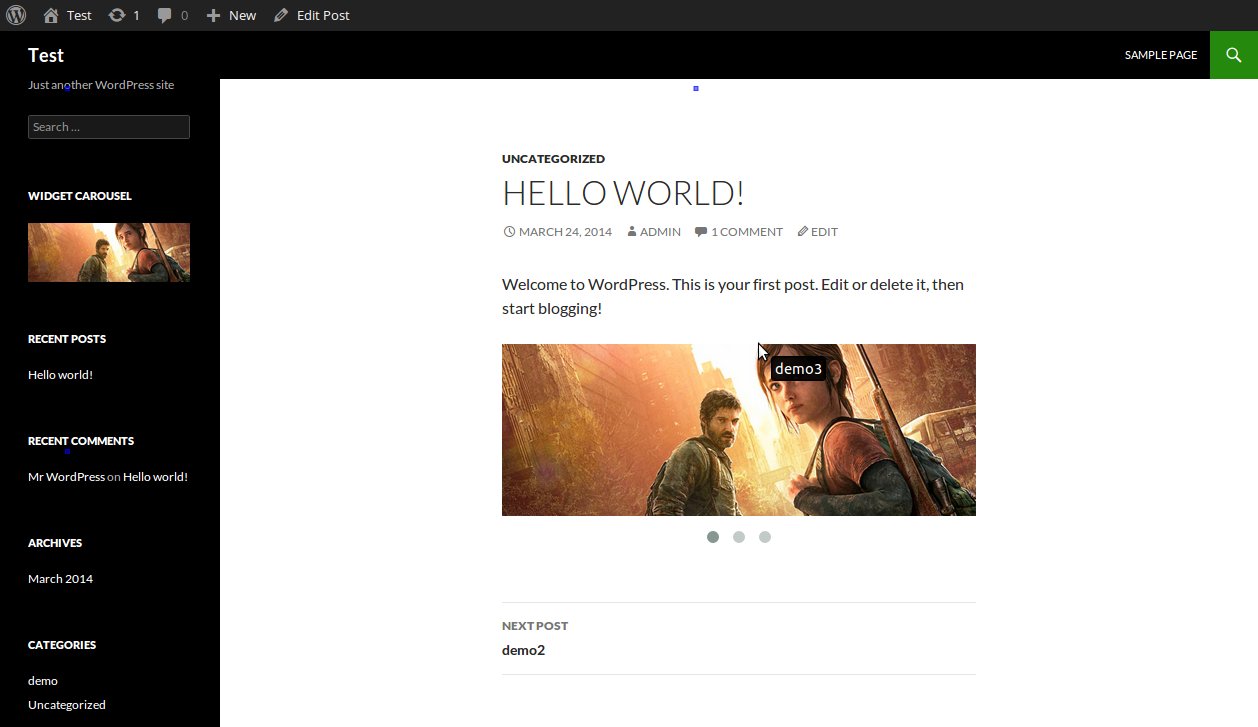 Test
1
0
New
Edit Post
Test
SAMPLE PAGE
Just another WordPress site
Search ...
WIDGET CAROUSEL
RECENT POSTS
Hello world!
RECENT COMMENTS
Mr WordPress on Hello world!
ARCHIVES
March 2014
CATEGORIES
demo
Uncategorized
UNCATEGORIZED
HELLO WORLD!
MARCH 24, 2014 ADMIN 1 COMMENT EDIT
Welcome to WordPress. This is your first post. Edit or delete it, then
start blogging!
demo3
NEXT POST
demo2